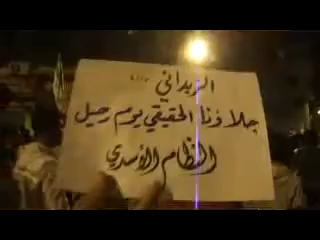 الزبداني
جلاؤنا الحقيقي يوم رحيل
النظام الأسدي